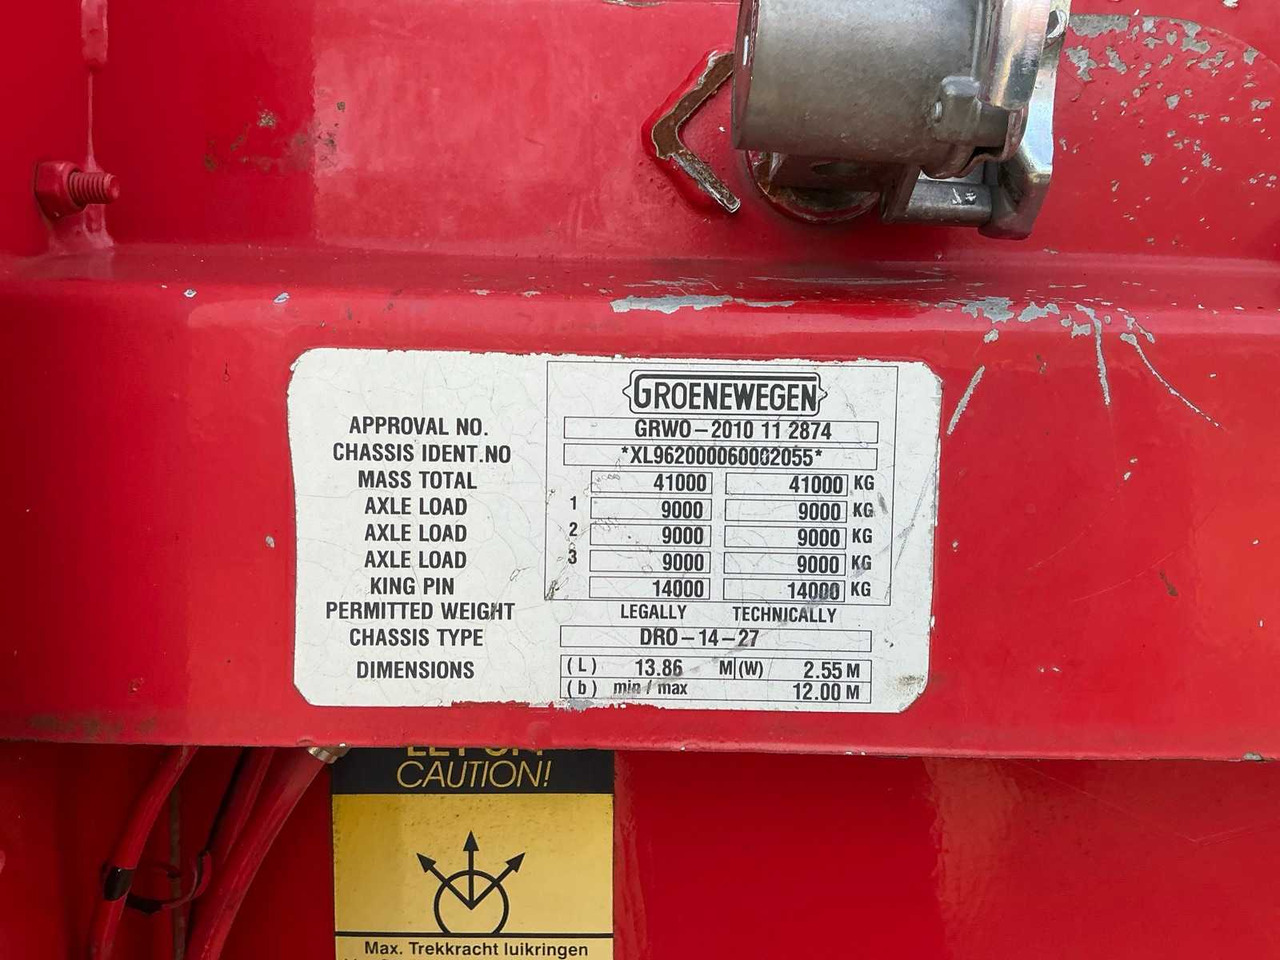 GROENEWEGEN
APPROVAL NO. GRWO-2010 11 2874
CHASSIS IDENT.NO *XL962000060002055*
MASS TOTAL 41000 41000 KG
AXLE LOAD 1 9000 9000 KG
AXLE LOAD 2 9000 9000 KG
AXLE LOAD 3 9000 9000 KG
KING PIN 14000 14000 KG
PERMITTED WEIGHT LEGALLY TECHNICALLY
CHASSIS TYPE DRO-14-27
DIMENSIONS (L) 13.86 M (W) 2.55 M
(b) min / max 12.00 M
CAUTION!
Max. Trekkracht luikringen